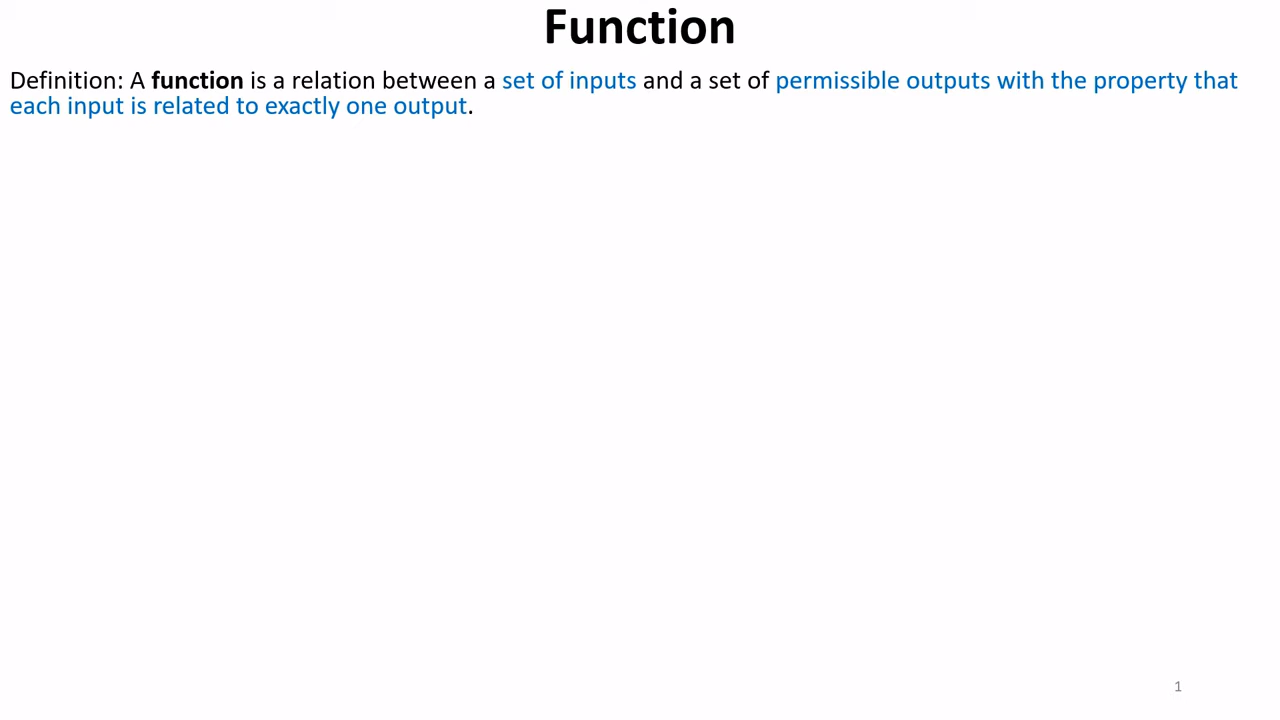 Function
Definition: A function is a relation between a set of inputs and a set of permissible outputs with the property that
each input is related to exactly one output.
1